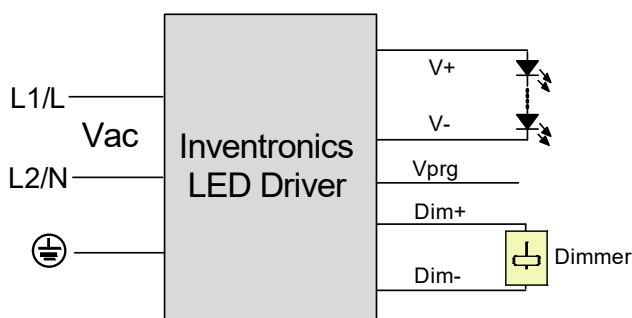 L1/L
Vac
L2/N
Inventronics
LED Driver
V+
V-
Vprg
Dim+
Dim-
Dimmer